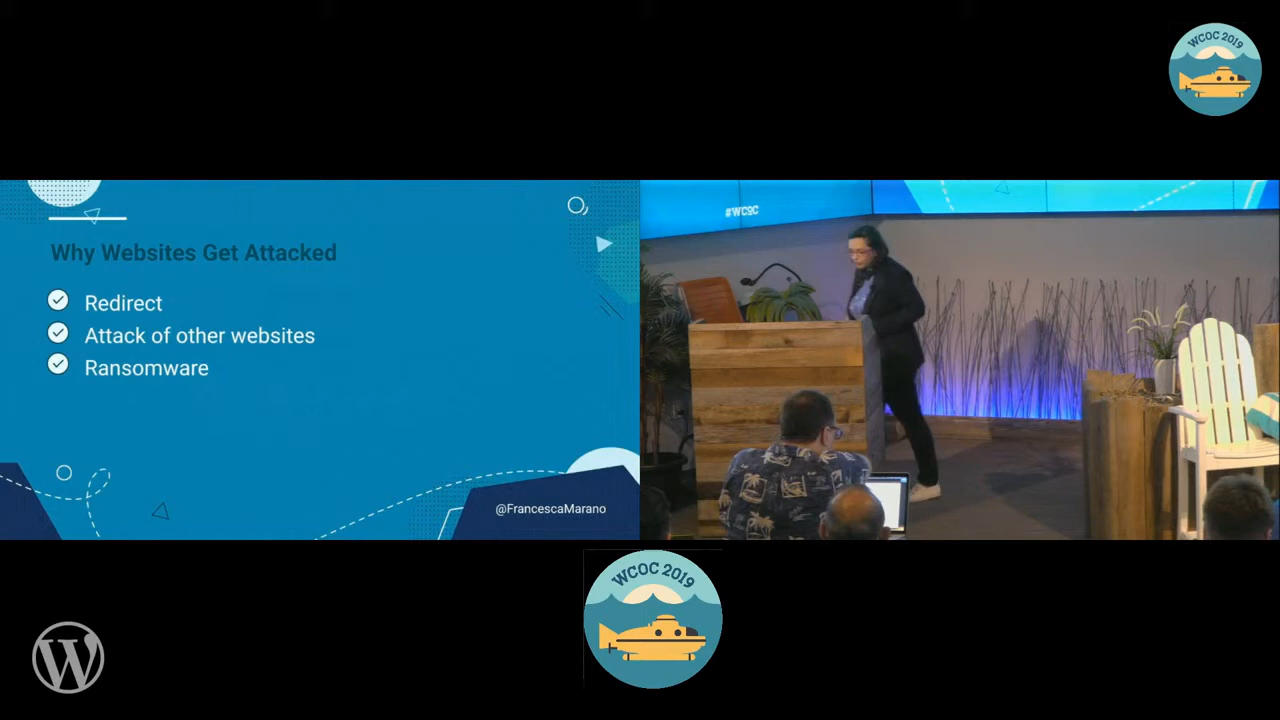 WCOC 2019
Why Websites Get Attacked
Redirect
Attack of other websites
Ransomware
@FrancescaMarano
#WCOC
WCOC 2019